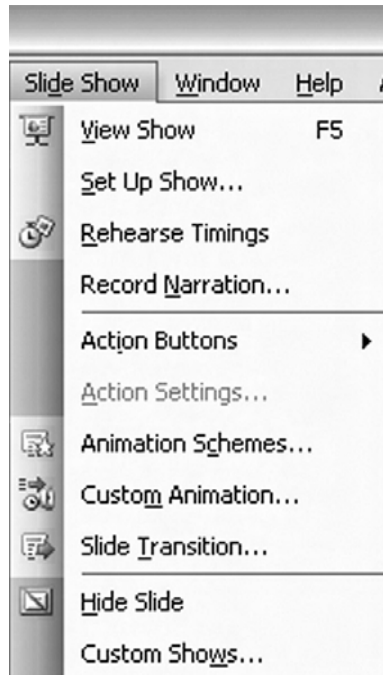 Slide Show Window Help
View Show F5
Set Up Show...
Rehearse Timings
Record Narration...
Action Buttons
Action Settings...
Animation Schemes...
Custom Animation...
Slide Transition...
Hide Slide
Custom Shows...